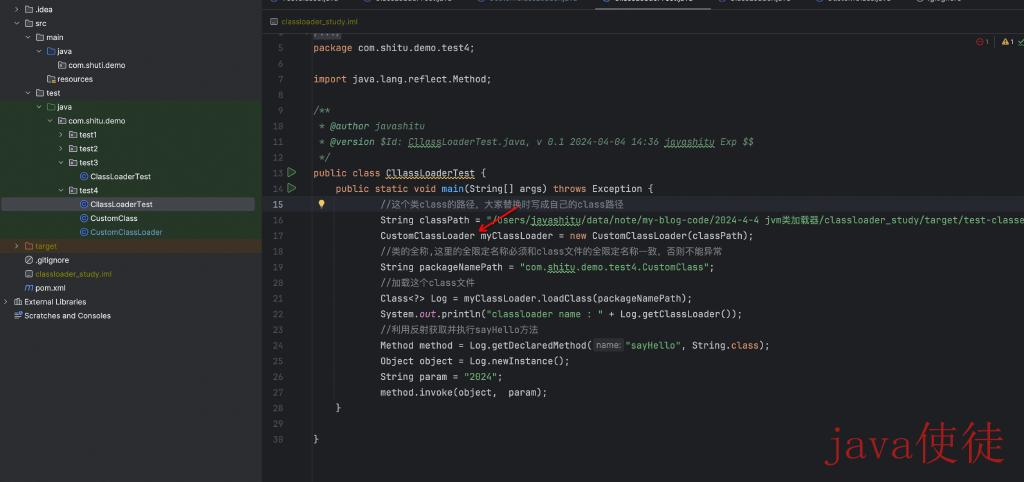 .idea
src
main
java
com.shuti.demo
resources
test
java
com.shitu.demo
test1
test2
test3
ClassLoaderTest
test4
CllassLoaderTest
CustomClass
CustomClassLoader
target
.gitignore
classloader_study.iml
pom.xml
External Libraries
Scratches and Consoles
classloader_study.iml
1 1
5 package com.shitu.demo.test4;
6
7 import java.lang.reflect.Method;
8
9 /**
10 * @author javashitu
11 * @version $Id: CllassLoaderTest.java, v 0.1 2024-04-04 14:36 javashitu Exp $$
12 */
13 public class CllassLoaderTest {
14 public static void main(String[] args) throws Exception {
15 //这个类class的路径，大家替换时写成自己的class路径
16 String classPath = "/Users/javashitu/data/note/my-blog-code/2024-4-4 jvm类加载器/classloader_study/target/test-classe
17 CustomClassLoader myClassLoader = new CustomClassLoader(classPath);
18 //类的全称,这里的全限定名称必须和class文件的全限定名称一致，否则不能异常
19 String packageNamePath = "com.shitu.demo.test4.CustomClass";
20 //加载这个class文件
21 Class<?> Log = myClassLoader.loadClass(packageNamePath);
22 System.out.println("classloader name : " + Log.getClassLoader());
23 //利用反射获取并执行sayHello方法
24 Method method = Log.getDeclaredMethod( name: "sayHello", String.class);
25 Object object = Log.newInstance();
26 String param = "2024";
27 method.invoke(object, param);
28 }
29
30 }
java使徒